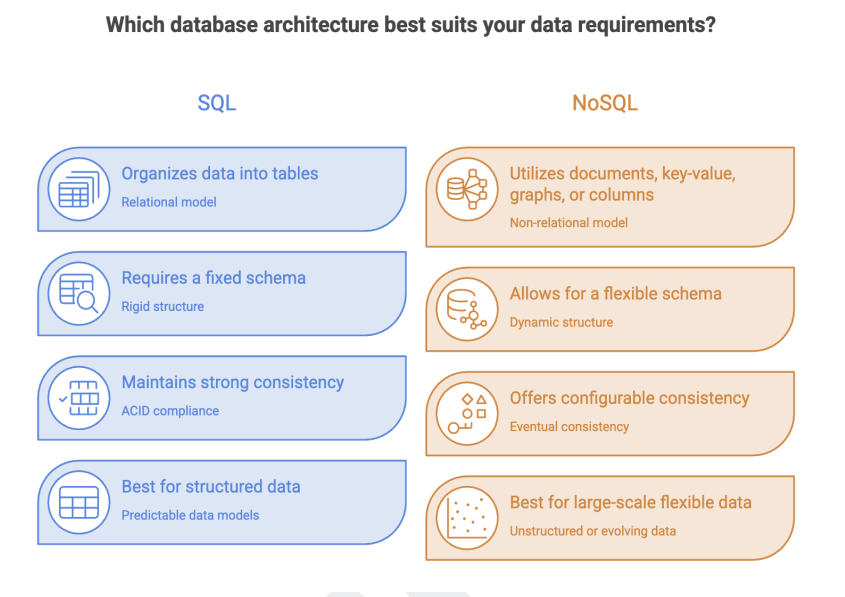 Which database architecture best suits your data requirements?
SQL
Organizes data into tables
Relational model
Requires a fixed schema
Rigid structure
Maintains strong consistency
ACID compliance
Best for structured data
Predictable data models
NoSQL
Utilizes documents, key-value,
graphs, or columns
Non-relational model
Allows for a flexible schema
Dynamic structure
Offers configurable consistency
Eventual consistency
Best for large-scale flexible data
Unstructured or evolving data